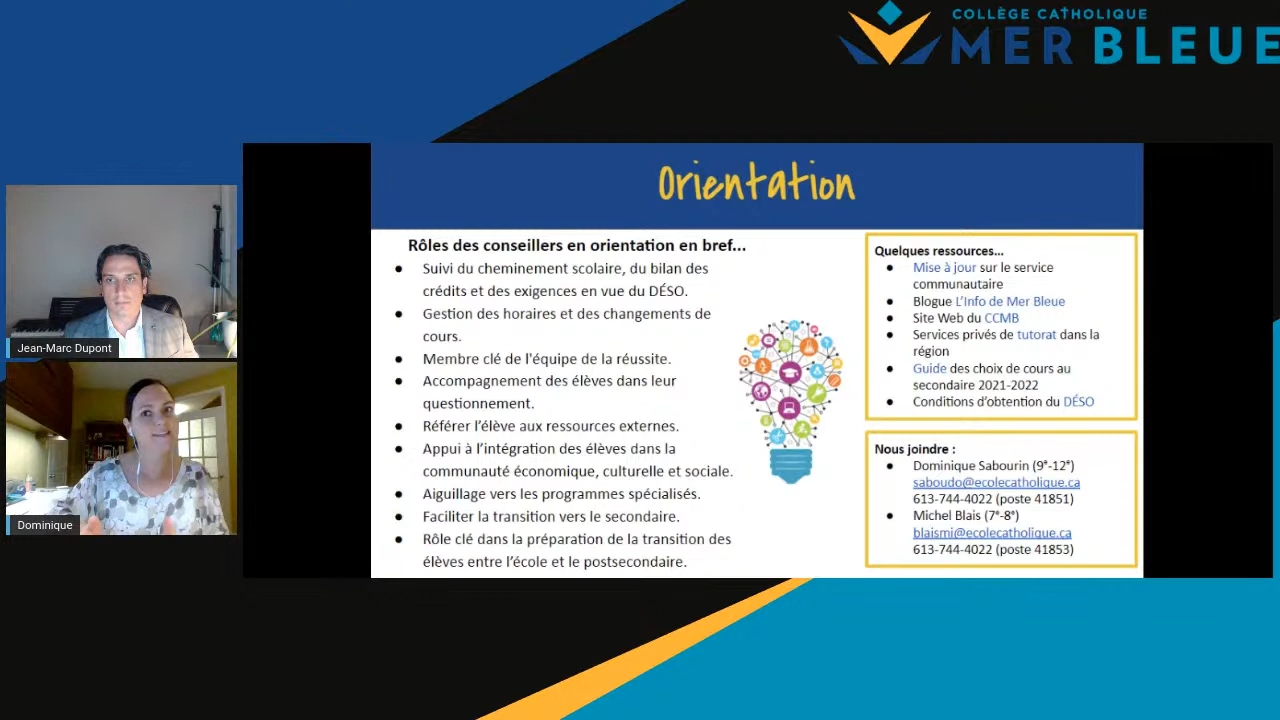 COLLÈGE CATHOLIQUE
MER BLEUE
Orientation
Jean-Marc Dupont
Dominique
Rôles des conseillers en orientation en bref...
● Suivi du cheminement scolaire, du bilan des
crédits et des exigences en vue du DÉSO.
● Gestion des horaires et des changements de
cours.
● Membre clé de l'équipe de la réussite.
● Accompagnement des élèves dans leur
questionnement.
● Référer l'élève aux ressources externes.
● Appui à l'intégration des élèves dans la
communauté économique, culturelle et sociale.
● Aiguillage vers les programmes spécialisés.
● Faciliter la transition vers le secondaire.
● Rôle clé dans la préparation de la transition des
élèves entre l'école et le postsecondaire.
Quelques ressources...
● Mise à jour sur le service
communautaire
● Blogue L'Info de Mer Bleue
● Site Web du CCMB
● Services privés de tutorat dans la
région
● Guide des choix de cours au
secondaire 2021-2022
● Conditions d'obtention du DÉSO
Nous joindre :
● Dominique Sabourin (9ᵉ-12ᵉ)
saboudo@ecolecatholique.ca
613-744-4022 (poste 41851)
● Michel Blais (7ᵉ-8ᵉ)
blaismi@ecolecatholique.ca
613-744-4022 (poste 41853)